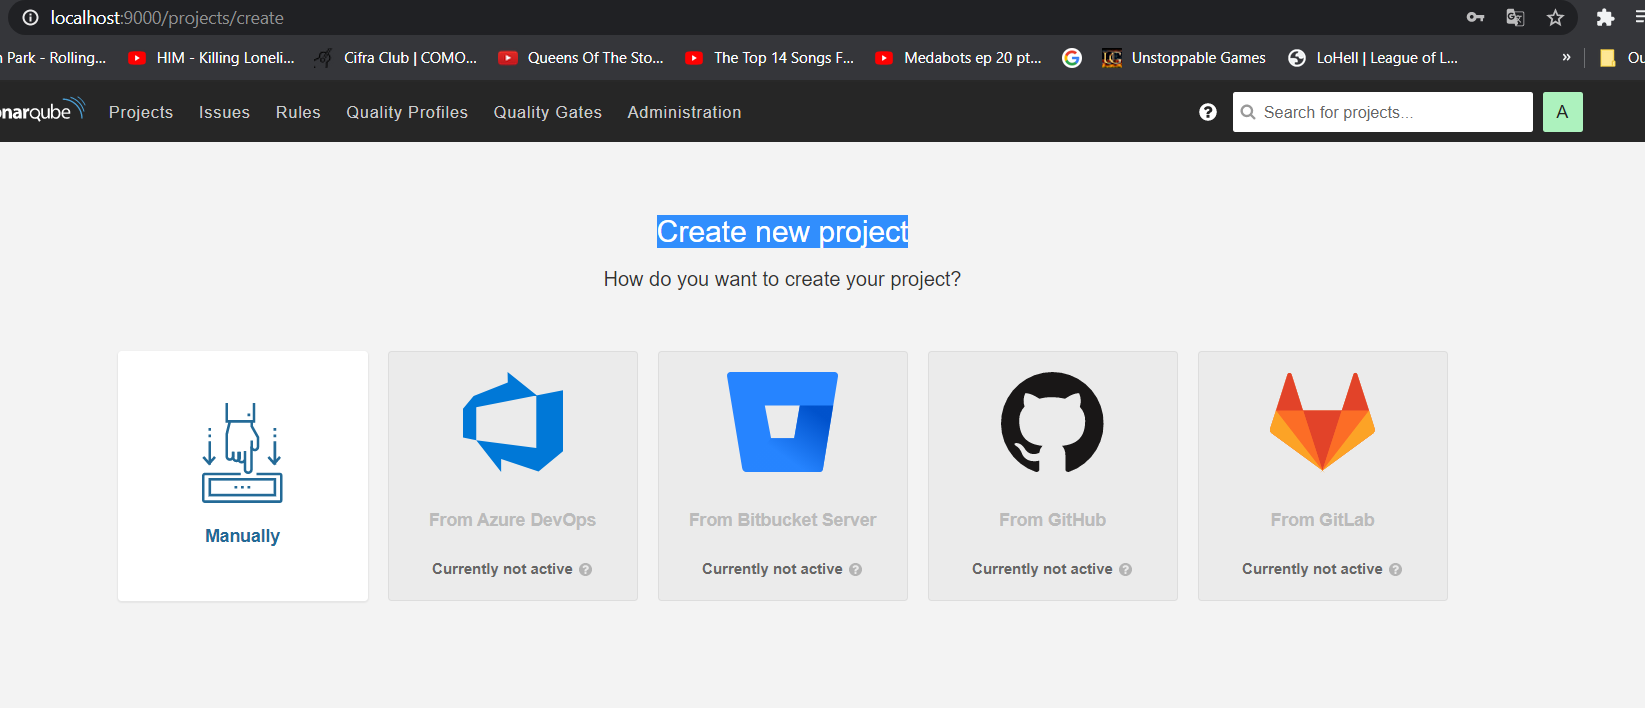 localhost:9000/projects/create
n Park - Rolling... HIM - Killing Loneli... Cifra Club | COMO... Queens Of The Sto... The Top 14 Songs F... Medabots ep 20 pt... Unstoppable Games LoHell | League of L... » Ou
onarqube Projects Issues Rules Quality Profiles Quality Gates Administration ? Search for projects... A
Create new project
How do you want to create your project?
Manually
From Azure DevOps
Currently not active ?
From Bitbucket Server
Currently not active ?
From GitHub
Currently not active ?
From GitLab
Currently not active ?